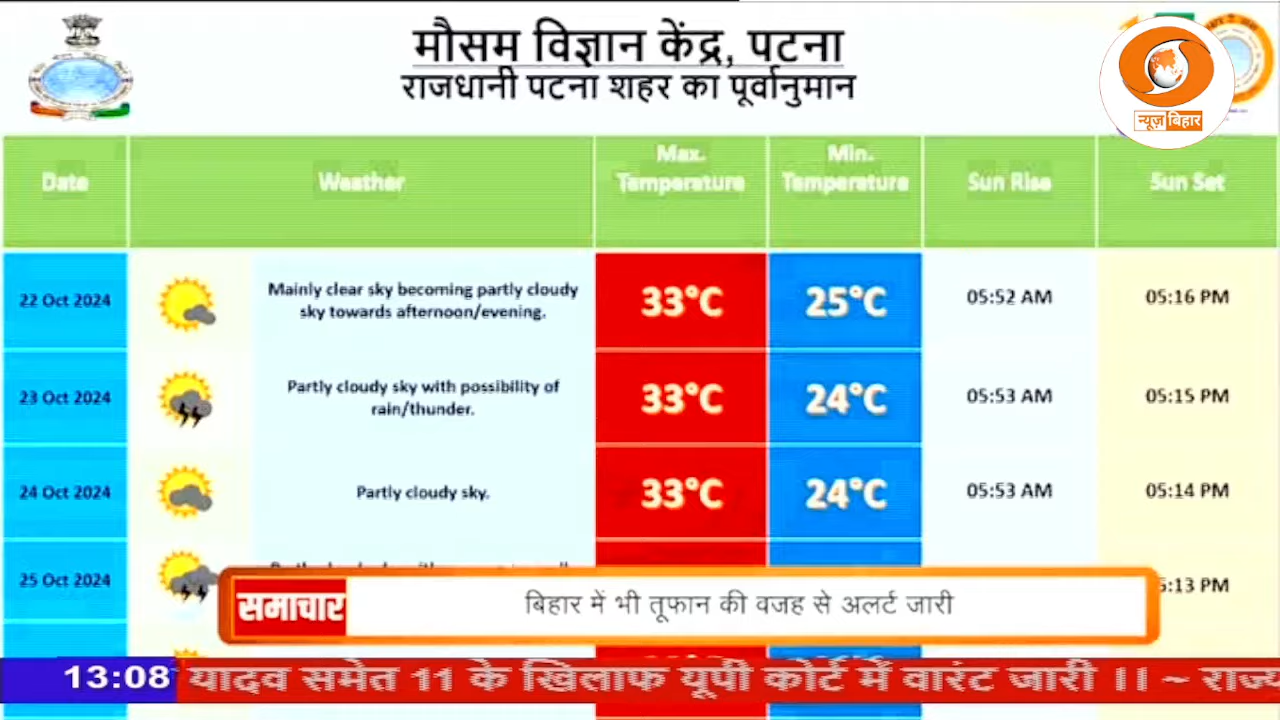 मौसम विज्ञान केंद्र, पटना
राजधानी पटना शहर का पूर्वानुमान
न्यूज़ बिहार
Date Weather Max. Temperature Min. Temperature Sun Rise Sun Set
22 Oct 2024 Mainly clear sky becoming partly cloudy sky towards afternoon/evening. 33°C 25°C 05:52 AM 05:16 PM
23 Oct 2024 Partly cloudy sky with possibility of rain/thunder. 33°C 24°C 05:53 AM 05:15 PM
24 Oct 2024 Partly cloudy sky. 33°C 24°C 05:53 AM 05:14 PM
25 Oct 2024 5:13 PM
समाचार बिहार में भी तूफान की वजह से अलर्ट जारी
13:08 यादव समेत 11 के खिलाफ यूपी कोर्ट में वारंट जारी ।। ~ राज्य